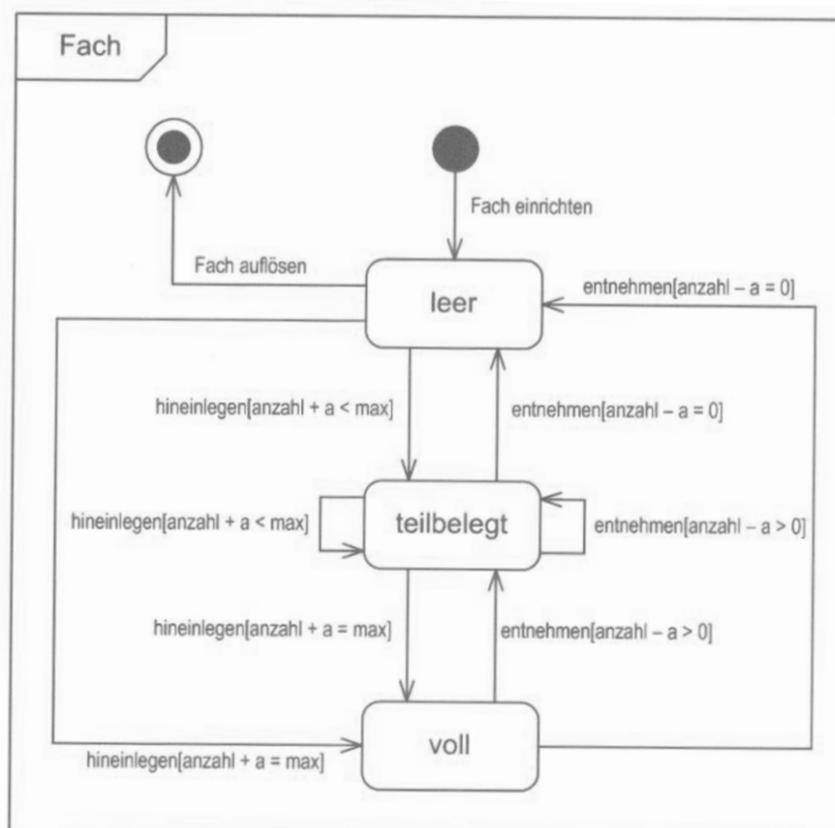 Fach
Fach einrichten
Fach auflösen
leer
entnehmen[anzahl – a = 0]
hineinlegen[anzahl + a < max]
entnehmen[anzahl – a = 0]
hineinlegen[anzahl + a < max]
teilbelegt
entnehmen[anzahl – a > 0]
hineinlegen[anzahl + a = max]
entnehmen[anzahl – a > 0]
voll
hineinlegen[anzahl + a = max]